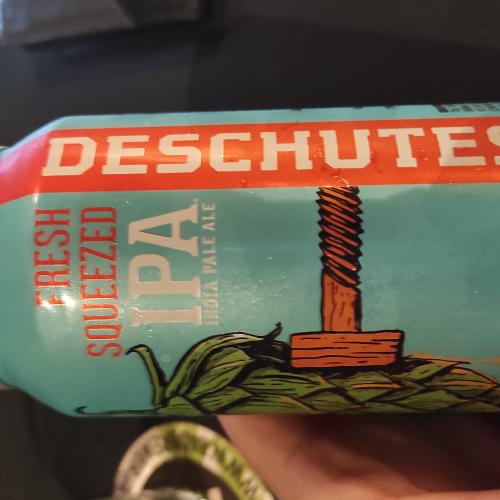 DESCHUTES
FRESH
SQUEEZED
IPA
INDIA PALE ALE